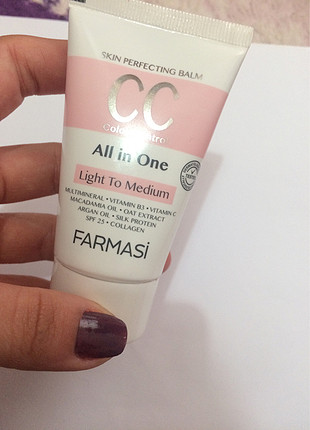 SKIN PERFECTING BALM
CC
All in One
Light To Medium
MULTIMINERAL • VITAMIN B3 • VITAMIN C
MACADAMIA OIL • OAT EXTRACT
ARGAN OIL • SILK PROTEIN
SPF 25 • COLLAGEN
FARMASi